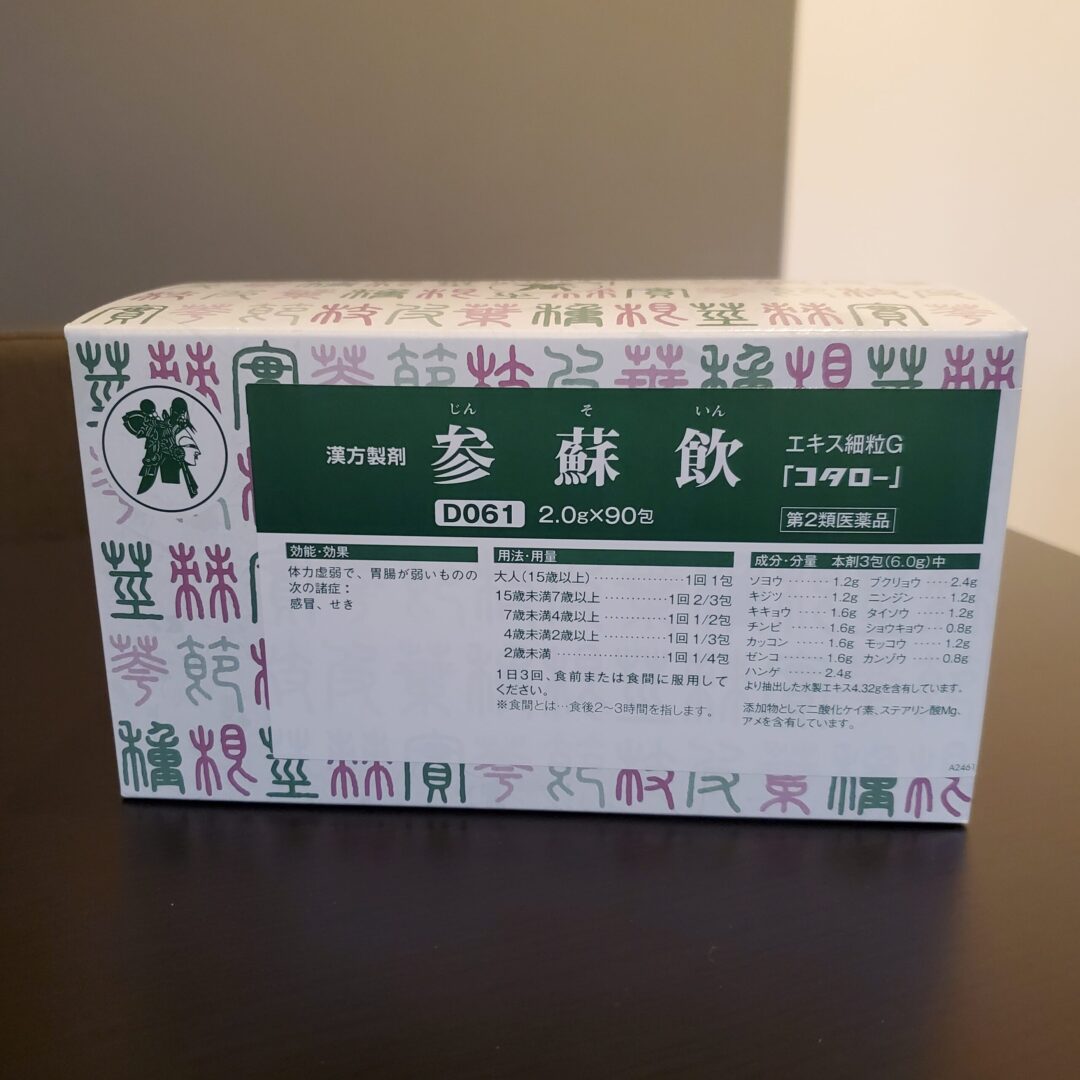 じん そ いん
漢方製剤 参蘇飲 エキス細粒G
「コタロー」
D061 2.0g×90包 第2類医薬品
効能・効果
体力虚弱で、胃腸が弱いものの
次の諸症：
感冒、せき
用法・用量
大人(15歳以上)‥‥‥‥‥‥1回 1包
15歳未満7歳以上‥‥‥‥‥1回 2/3包
7歳未満4歳以上‥‥‥‥‥1回 1/2包
4歳未満2歳以上‥‥‥‥‥1回 1/3包
2歳未満‥‥‥‥‥‥‥‥1回 1/4包
1日3回、食前または食間に服用して
ください。
※食間とは…食後2～3時間を指します。
成分・分量 本剤3包(6.0g)中
ソヨウ‥‥‥1.2g ブクリョウ‥‥2.4g
キジツ‥‥‥1.2g ニンジン‥‥‥1.2g
キキョウ‥‥1.6g タイソウ‥‥‥1.2g
チンピ‥‥‥1.6g ショウキョウ‥0.8g
カッコン‥‥1.6g モッコウ‥‥‥1.2g
ゼンコ‥‥‥1.6g カンゾウ‥‥‥0.8g
ハンゲ‥‥‥2.4g
より抽出した水製エキス4.32gを含有しています。
添加物として二酸化ケイ素、ステアリン酸Mg、
アメを含有しています。